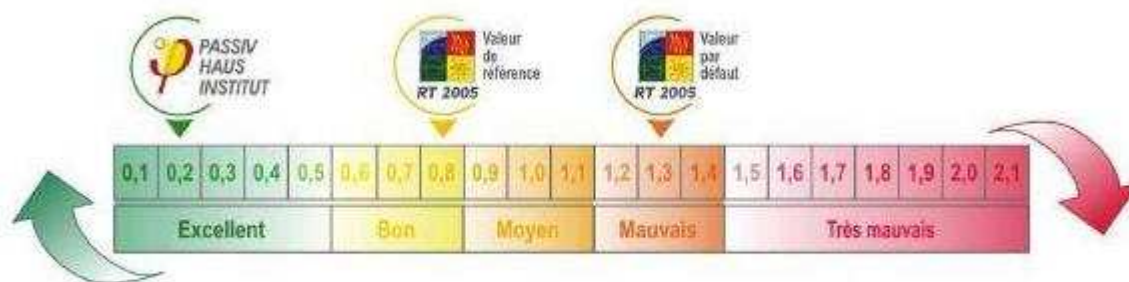 PASSIV
HAUS
INSTITUT
RT 2005
Valeur
de
référence
RT 2005
Valeur
par
défaut
0,1 0,2 0,3 0,4 0,5 0,6 0,7 0,8 0,9 1,0 1,1 1,2 1,3 1,4 1,5 1,6 1,7 1,8 1,9 2,0 2,1
Excellent Bon Moyen Mauvais Très mauvais